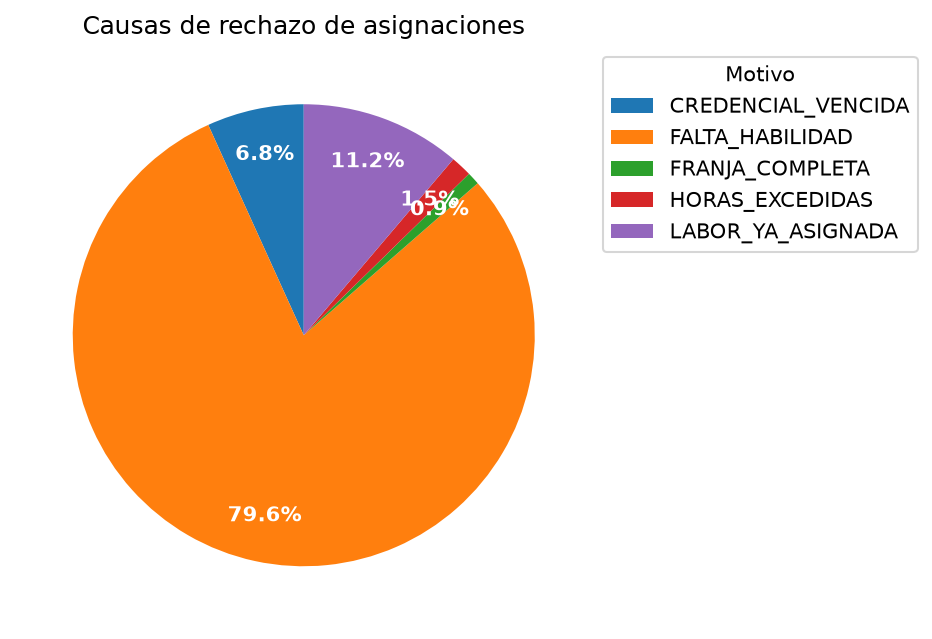 Causas de rechazo de asignaciones
Motivo
CREDENCIAL_VENCIDA
FALTA_HABILIDAD
FRANJA_COMPLETA
HORAS_EXCEDIDAS
LABOR_YA_ASIGNADA
6.8%
11.2%
1.5%
0.9%
79.6%